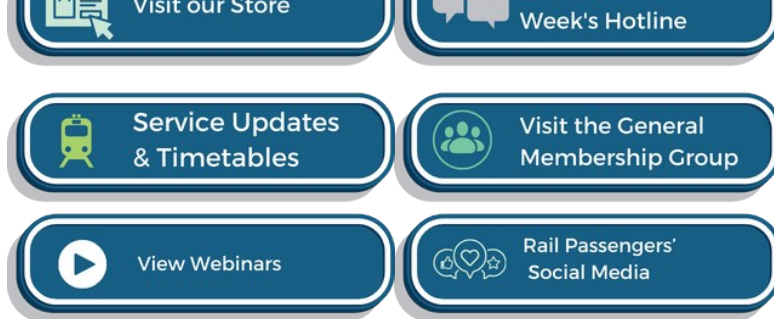 Visit our Store
Week's Hotline
Service Updates
& Timetables
Visit the General
Membership Group
View Webinars
Rail Passengers’
Social Media